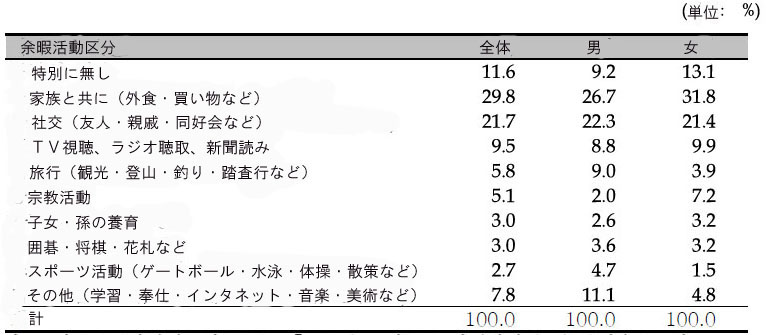 (単位： %)
余暇活動区分 全体 男 女
特別に無し 11.6 9.2 13.1
家族と共に（外食・買い物など） 29.8 26.7 31.8
社交（友人・親戚・同好会など） 21.7 22.3 21.4
ＴＶ視聴、ラジオ聴取、新聞読み 9.5 8.8 9.9
旅行（観光・登山・釣り・踏査行など） 5.8 9.0 3.9
宗教活動 5.1 2.0 7.2
子女・孫の養育 3.0 2.6 3.2
囲碁・将棋・花札など 3.0 3.6 3.2
スポーツ活動（ゲートボール・水泳・体操・散策など） 2.7 4.7 1.5
その他（学習・奉仕・インタネット・音楽・美術など） 7.8 11.1 4.8
計 100.0 100.0 100.0